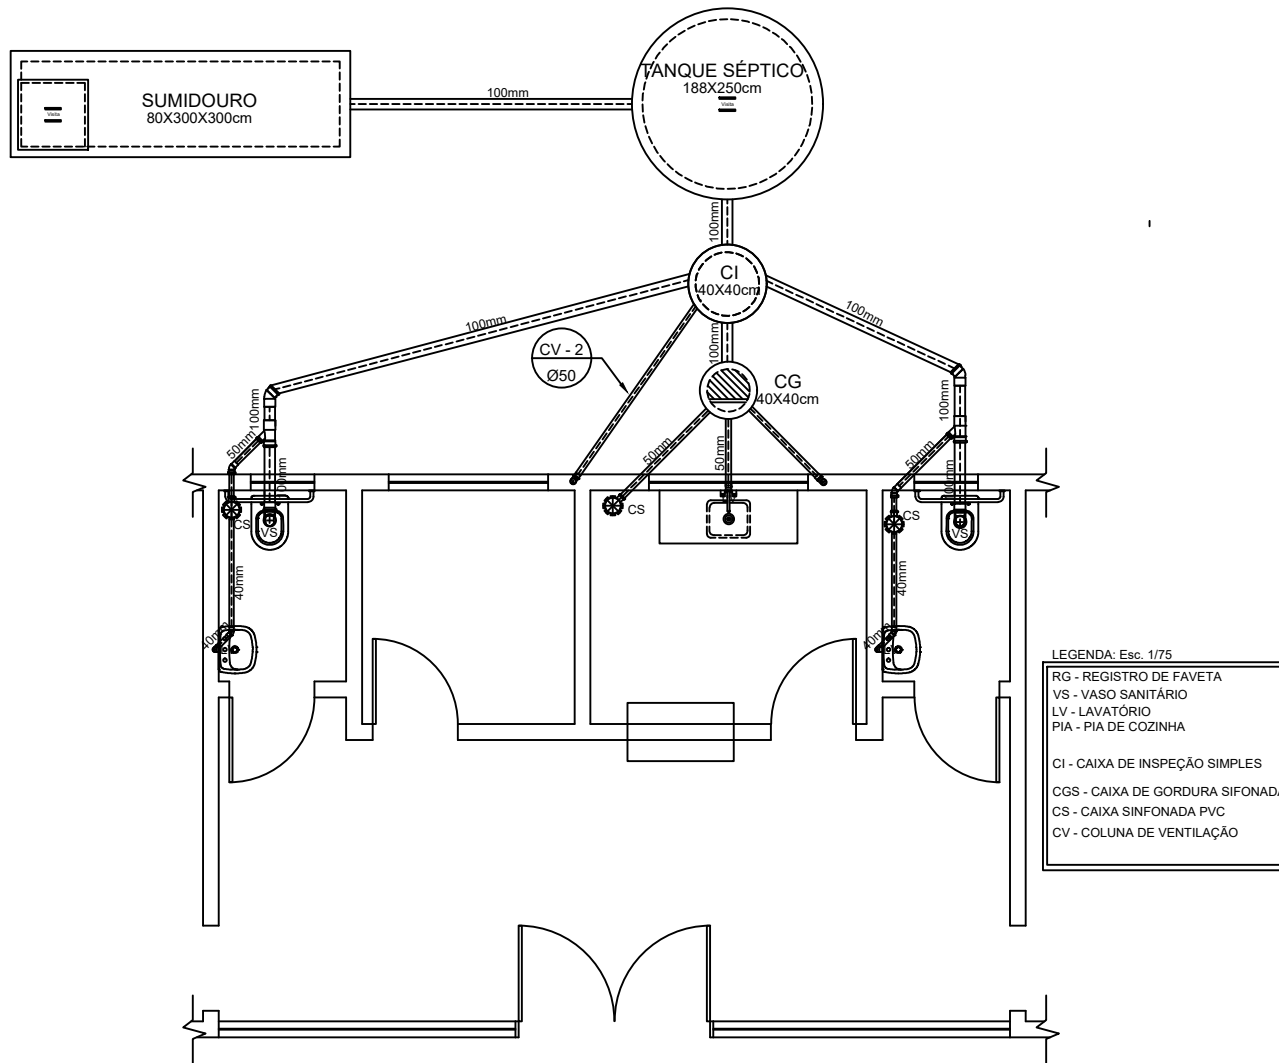 TANQUE SÉPTICO
188X250cm
Visita
SUMIDOURO
80X300X300cm
Visita
100mm
100mm
CI
40X40cm
100mm
100mm
100mm
CV - 2
Ø50
CG
40X40cm
100mm
50mm
100mm
CS
VS
40mm
40mm
50mm
50mm
CS
100mm
50mm
100mm
CS
VS
40mm
40mm
LEGENDA: Esc. 1/75
RG - REGISTRO DE FAVETA
VS - VASO SANITÁRIO
LV - LAVATÓRIO
PIA - PIA DE COZINHA
CI - CAIXA DE INSPEÇÃO SIMPLES
CGS - CAIXA DE GORDURA SIFONADA
CS - CAIXA SINFONADA PVC
CV - COLUNA DE VENTILAÇÃO